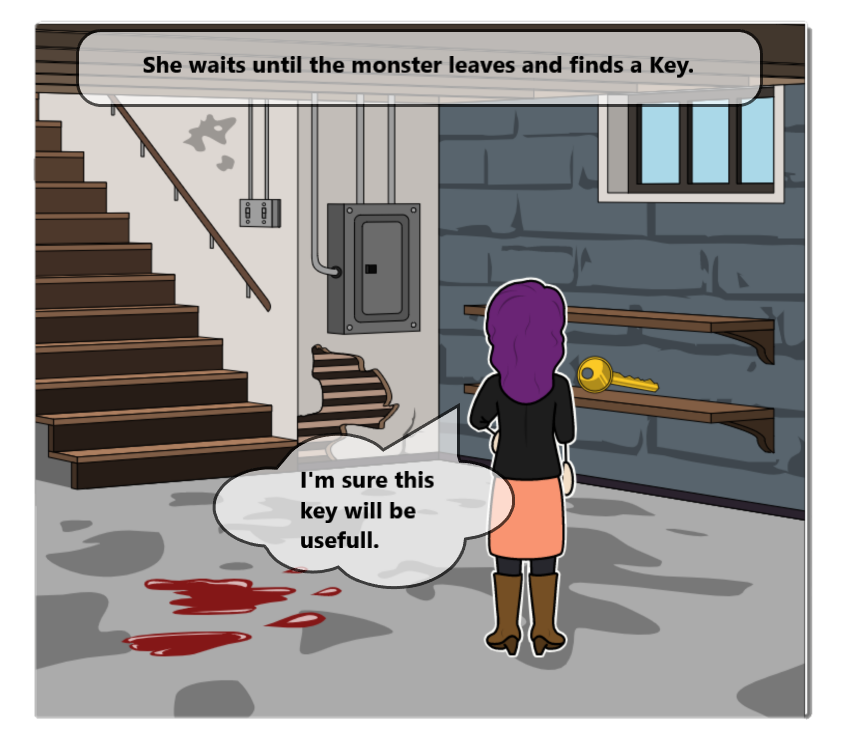 She waits until the monster leaves and finds a Key.
I'm sure this
key will be
usefull.